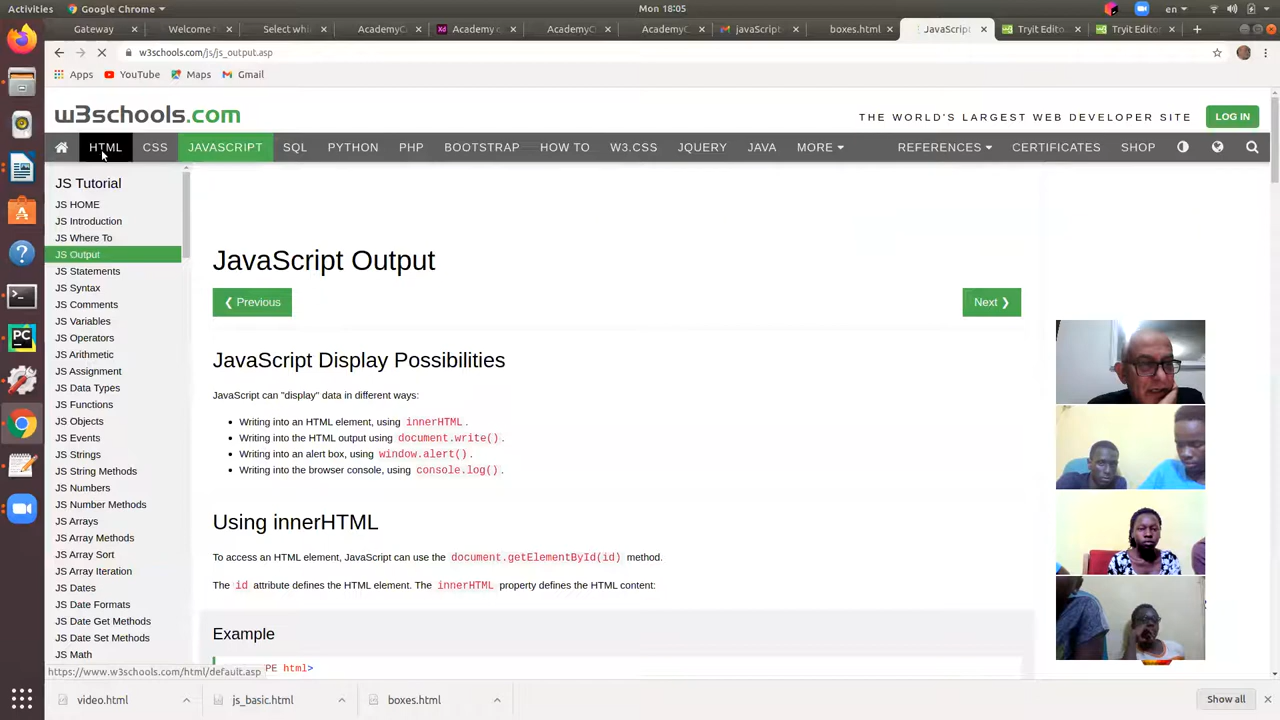 Activities Google Chrome Mon 18:05 en
Gateway Welcome Select whi AcademyC Academy AcademyC AcademyC javaScript boxes.html JavaScrip Tryit Edito Tryit Edito
w3schools.com/js/js_output.asp
Apps YouTube Maps Gmail
w3schools.com THE WORLD'S LARGEST WEB DEVELOPER SITE LOG IN
HTML CSS JAVASCRIPT SQL PYTHON PHP BOOTSTRAP HOW TO W3.CSS JQUERY JAVA MORE REFERENCES CERTIFICATES SHOP
JS Tutorial
JS HOME
JS Introduction
JS Where To
JS Output
JS Statements
JS Syntax
JS Comments
JS Variables
JS Operators
JS Arithmetic
JS Assignment
JS Data Types
JS Functions
JS Objects
JS Events
JS Strings
JS String Methods
JS Numbers
JS Number Methods
JS Arrays
JS Array Methods
JS Array Sort
JS Array Iteration
JS Dates
JS Date Formats
JS Date Get Methods
JS Date Set Methods
JS Math
JavaScript Output
❮ Previous Next ❯
JavaScript Display Possibilities
JavaScript can "display" data in different ways:
• Writing into an HTML element, using innerHTML.
• Writing into the HTML output using document.write().
• Writing into an alert box, using window.alert().
• Writing into the browser console, using console.log().
Using innerHTML
To access an HTML element, JavaScript can use the document.getElementById(id) method.
The id attribute defines the HTML element. The innerHTML property defines the HTML content:
Example
PE html>
https://www.w3schools.com/html/default.asp
video.html js_basic.html boxes.html Show all